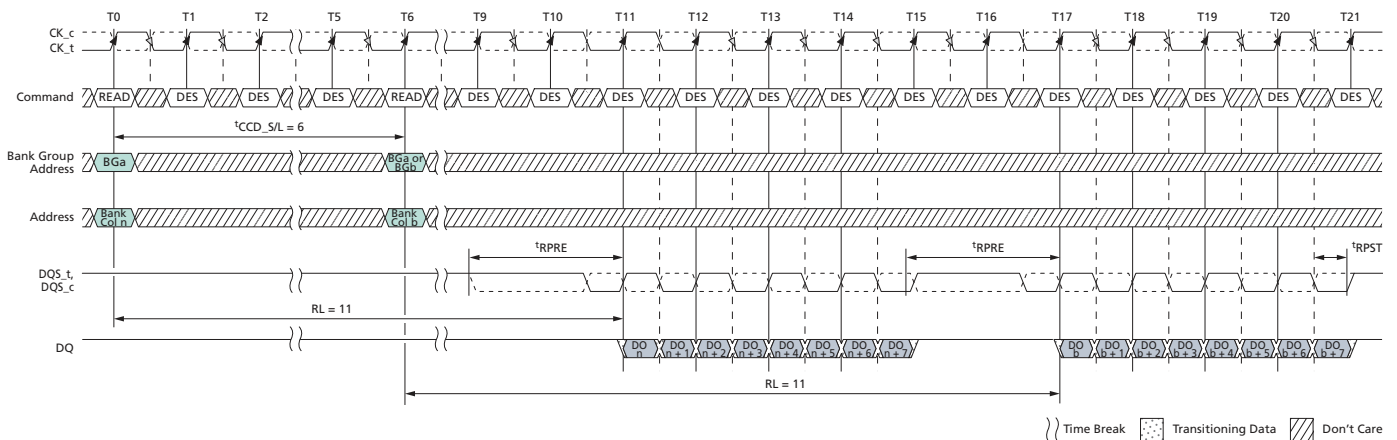 T0 T1 T2 T5 T6 T9 T10 T11 T12 T13 T14 T15 T16 T17 T18 T19 T20 T21
CK_c
CK_t
Command READ DES DES DES READ DES DES DES DES DES DES DES DES DES DES DES DES DES
tCCD_S/L = 6
Bank Group
Address
BGa
BGa or
BGb
Address
Bank
Col n
Bank
Col b
tRPRE tRPRE tRPST
DQS_t,
DQS_c
RL = 11
DQ
DO
n
DO
n + 1
DO
n + 2
DO
n + 3
DO
n + 4
DO
n + 5
DO
n + 6
DO
n + 7
DO
b
DO
b + 1
DO
b + 2
DO
b + 3
DO
b + 4
DO
b + 5
DO
b + 6
DO
b + 7
RL = 11
Time Break Transitioning Data Don't Care